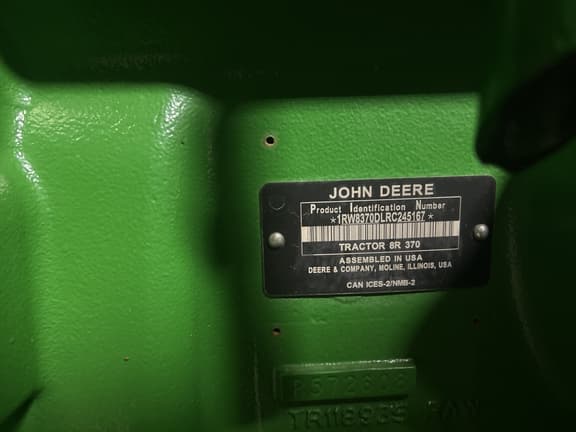 JOHN DEERE
Product Identification Number
*1RW8370DLRC245167*
TRACTOR 8R 370
ASSEMBLED IN USA
DEERE & COMPANY, MOLINE, ILLINOIS, USA
CAN ICES-2/NMB-2